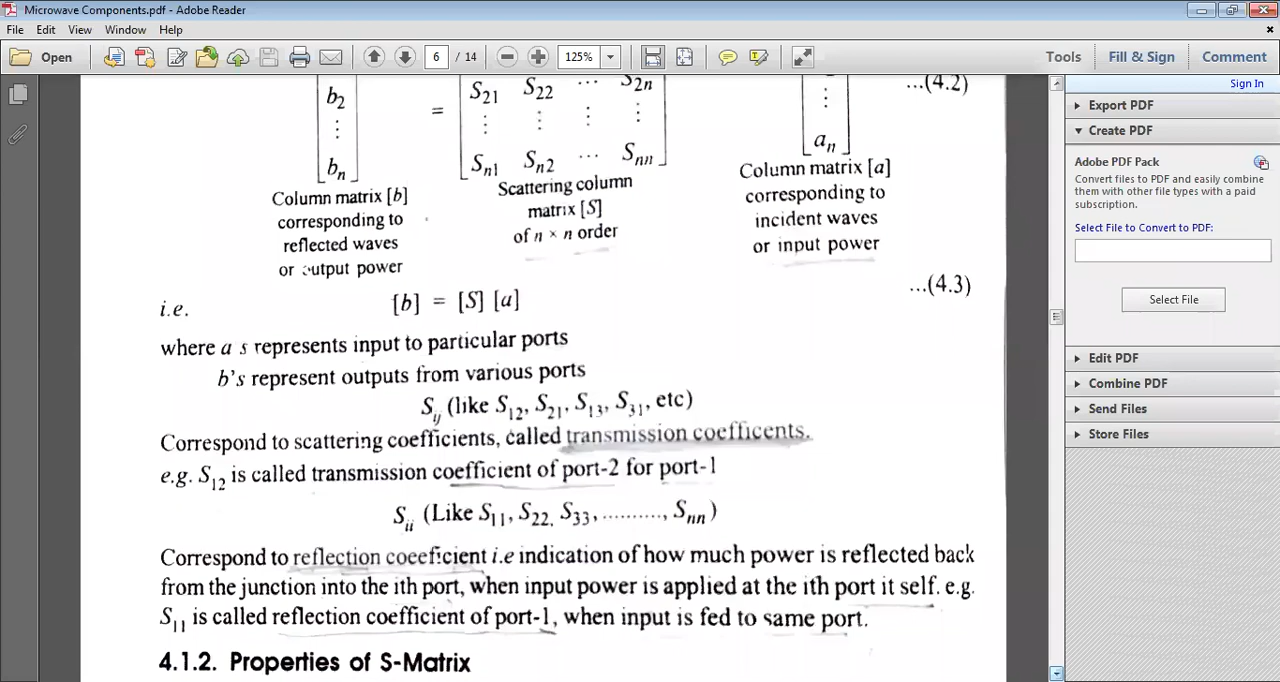 Microwave Components.pdf - Adobe Reader
File Edit View Window Help
Open 6 / 14 125% Tools Fill & Sign Comment
Sign In
Export PDF
Create PDF
Adobe PDF Pack
Convert files to PDF and easily combine
them with other file types with a paid
subscription.
Select File to Convert to PDF:
Select File
Edit PDF
Combine PDF
Send Files
Store Files
b2 = S21 S22 ... S2n ...(4.2)
⋮ ⋮ ⋮ ⋮ ⋮ ⋮
bn Sn1 Sn2 ... Snn an
Column matrix [b]
corresponding to
reflected waves
or output power
Scattering column
matrix [S]
of n × n order
Column matrix [a]
corresponding to
incident waves
or input power
i.e. [b] = [S] [a] ...(4.3)
where a s represents input to particular ports
b's represent outputs from various ports
Sij (like S12, S21, S13, S31, etc)
Correspond to scattering coefficients, called transmission coefficents.
e.g. S12 is called transmission coefficient of port-2 for port-1
Sii (Like S11, S22, S33, .........., Snn)
Correspond to reflection coeeficient i.e indication of how much power is reflected back
from the junction into the ith port, when input power is applied at the ith port it self. e.g.
S11 is called reflection coefficient of port-1, when input is fed to same port.
4.1.2. Properties of S-Matrix